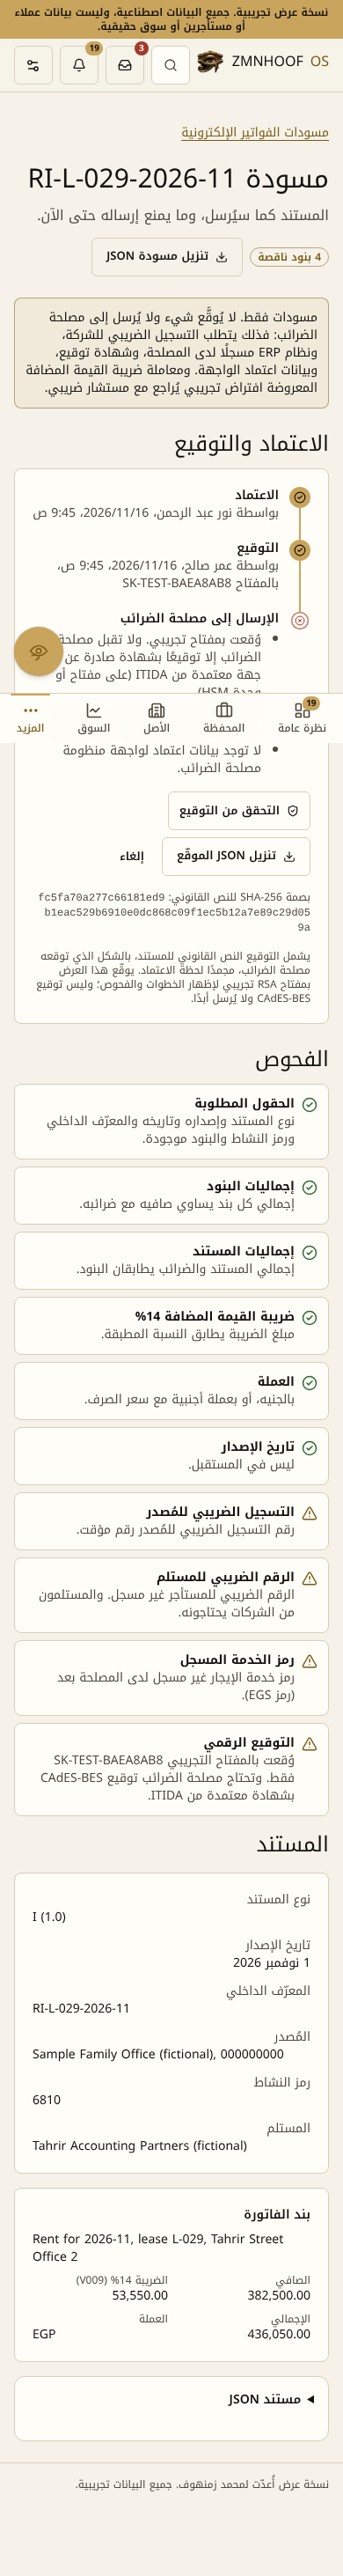 نسخة عرض تجريبية. جميع البيانات اصطناعية، وليست بيانات عملاء
أو مستأجرين أو سوق حقيقية.
ZMNHOOF OS
3
19
مسودات الفواتير الإلكترونية
مسودة RI-L-029-2026-11
المستند كما سيُرسل، وما يمنع إرساله حتى الآن.
4 بنود ناقصة
تنزيل مسودة JSON
مسودات فقط. لا يُوقَّع شيء ولا يُرسل إلى مصلحة
الضرائب: فذلك يتطلب التسجيل الضريبي للشركة،
ونظام ERP مسجلًا لدى المصلحة، وشهادة توقيع،
وبيانات اعتماد الواجهة. ومعاملة ضريبة القيمة المضافة
المعروضة افتراض تجريبي يُراجع مع مستشار ضريبي.
الاعتماد والتوقيع
الاعتماد
بواسطة نور عبد الرحمن، 2026/11/16، 9:45 ص
التوقيع
بواسطة عمر صالح، 2026/11/16، 9:45 ص،
بالمفتاح SK-TEST-BAEA8AB8
الإرسال إلى مصلحة الضرائب
وُقعت بمفتاح تجريبي. ولا تقبل مصلحة
الضرائب إلا توقيعًا بشهادة صادرة عن
جهة معتمدة من ITIDA (على مفتاح أو
19
نظرة عامة
المحفظة
الأصل
السوق
المزيد
لا توجد بيانات اعتماد لواجهة منظومة
مصلحة الضرائب.
التحقق من التوقيع
تنزيل JSON الموقّع
إلغاء
بصمة SHA-256 للنص القانوني: fc5fa70a277c66181ed9
b1eac529b6910e0dc868c09f1ec5b12a7e89c29d05
9a
يشمل التوقيع النص القانوني للمستند، بالشكل الذي توقعه
مصلحة الضرائب، مجمدًا لحظة الاعتماد. يوقّع هذا العرض
بمفتاح RSA تجريبي لإظهار الخطوات والفحوص؛ وليس توقيع
CAdES-BES ولا يُرسل أبدًا.
الفحوص
الحقول المطلوبة
نوع المستند وإصداره وتاريخه والمعرّف الداخلي
ورمز النشاط والبنود موجودة.
إجماليات البنود
إجمالي كل بند يساوي صافيه مع ضرائبه.
إجماليات المستند
إجمالي المستند والضرائب يطابقان البنود.
ضريبة القيمة المضافة 14%
مبلغ الضريبة يطابق النسبة المطبقة.
العملة
بالجنيه، أو بعملة أجنبية مع سعر الصرف.
تاريخ الإصدار
ليس في المستقبل.
التسجيل الضريبي للمُصدر
رقم التسجيل الضريبي للمُصدر رقم مؤقت.
الرقم الضريبي للمستلم
الرقم الضريبي للمستأجر غير مسجل. والمستلمون
من الشركات يحتاجونه.
رمز الخدمة المسجل
رمز خدمة الإيجار غير مسجل لدى المصلحة بعد
(رمز EGS).
التوقيع الرقمي
وُقعت بالمفتاح التجريبي SK-TEST-BAEA8AB8
فقط. وتحتاج مصلحة الضرائب توقيع CAdES-BES
بشهادة معتمدة من ITIDA.
المستند
نوع المستند
I (1.0)
تاريخ الإصدار
1 نوفمبر 2026
المعرّف الداخلي
RI-L-029-2026-11
المُصدر
Sample Family Office (fictional), 000000000
رمز النشاط
6810
المستلم
Tahrir Accounting Partners (fictional)
بند الفاتورة
Rent for 2026-11, lease L-029, Tahrir Street
Office 2
الصافي
382,500.00
الضريبة 14% (V009)
53,550.00
الإجمالي
436,050.00
العملة
EGP
مستند JSON
نسخة عرض أُعدّت لمحمد زمنهوف. جميع البيانات تجريبية.